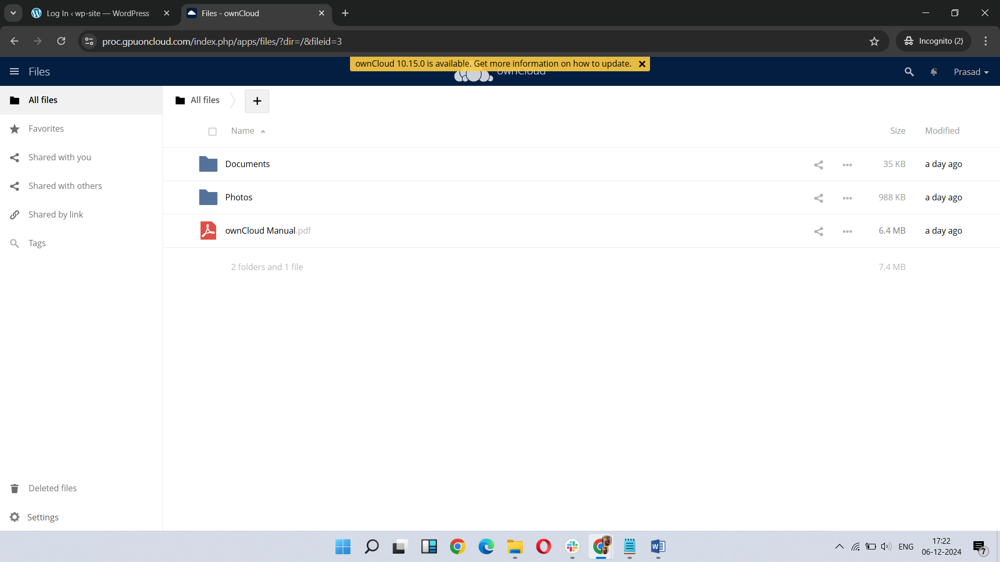 Log In ‹ wp-site — WordPress
Files - ownCloud
proc.gpuoncloud.com/index.php/apps/files/?dir=/&fileid=3
Incognito (2)
ownCloud 10.15.0 is available. Get more information on how to update.
Files
ownCloud
Prasad
All files
Favorites
Shared with you
Shared with others
Shared by link
Tags
Deleted files
Settings
All files
Name
Size
Modified
Documents
35 KB
a day ago
Photos
988 KB
a day ago
ownCloud Manual.pdf
6.4 MB
a day ago
2 folders and 1 file
7.4 MB
ENG
17:22
06-12-2024
7